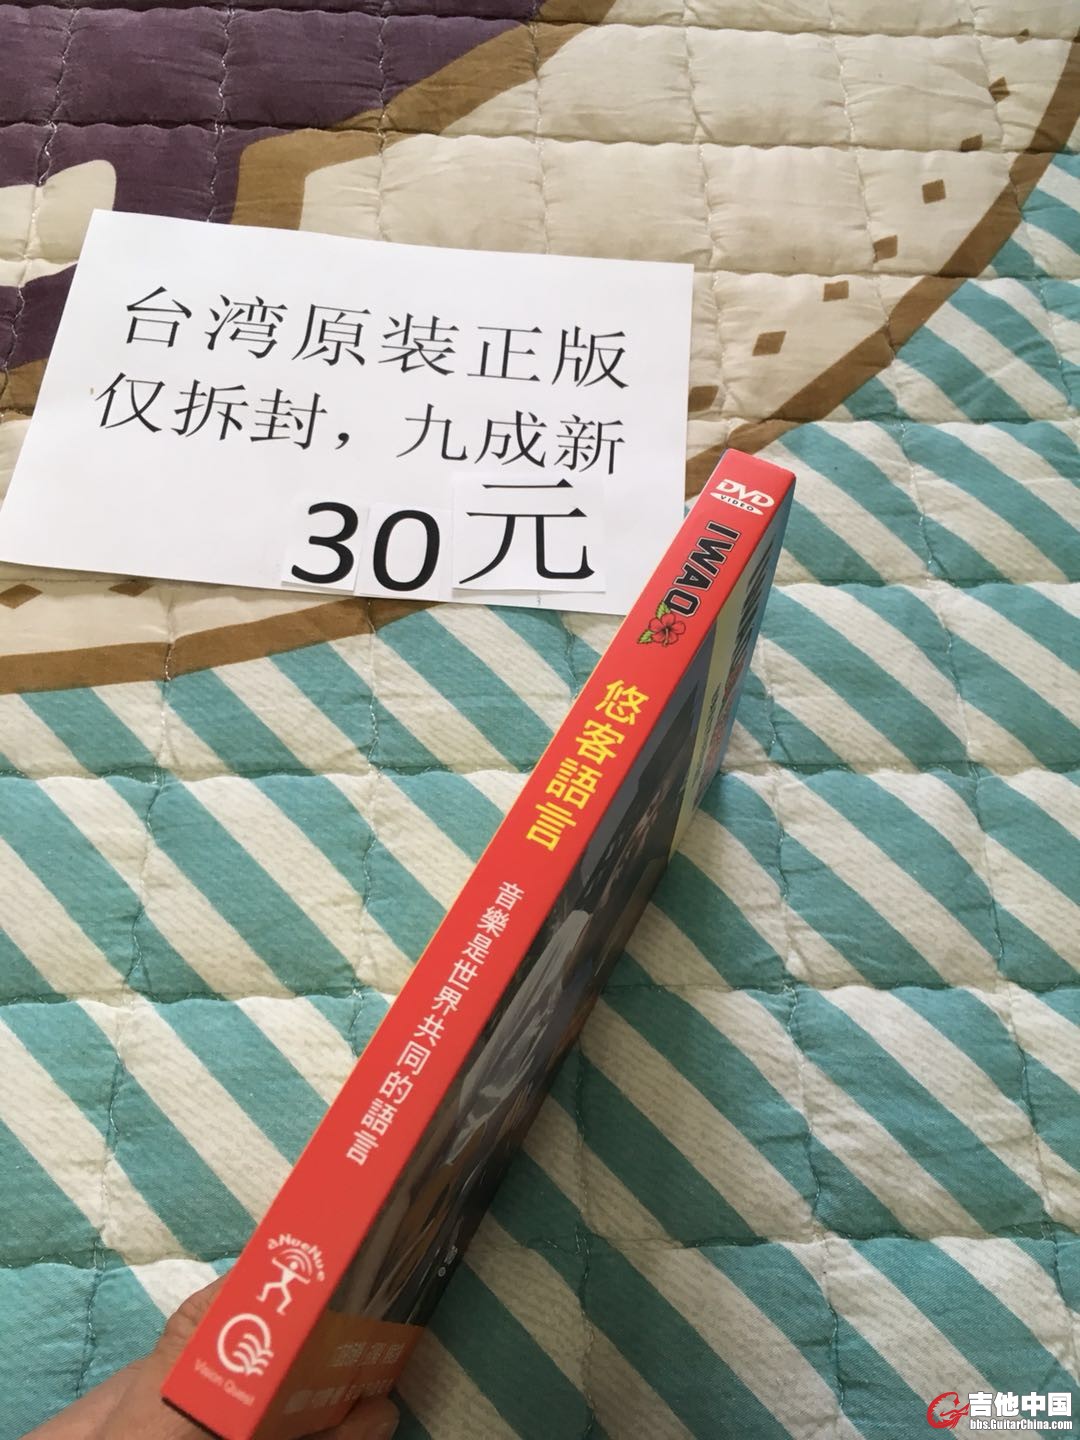 台湾原装正版
仅拆封，九成新
30元
DVD
VIDEO
IWAO
悠客語言
音樂是世界共同的語言
aNueNue
Vision Quest
吉他中国
bbs.GuitarChina.com